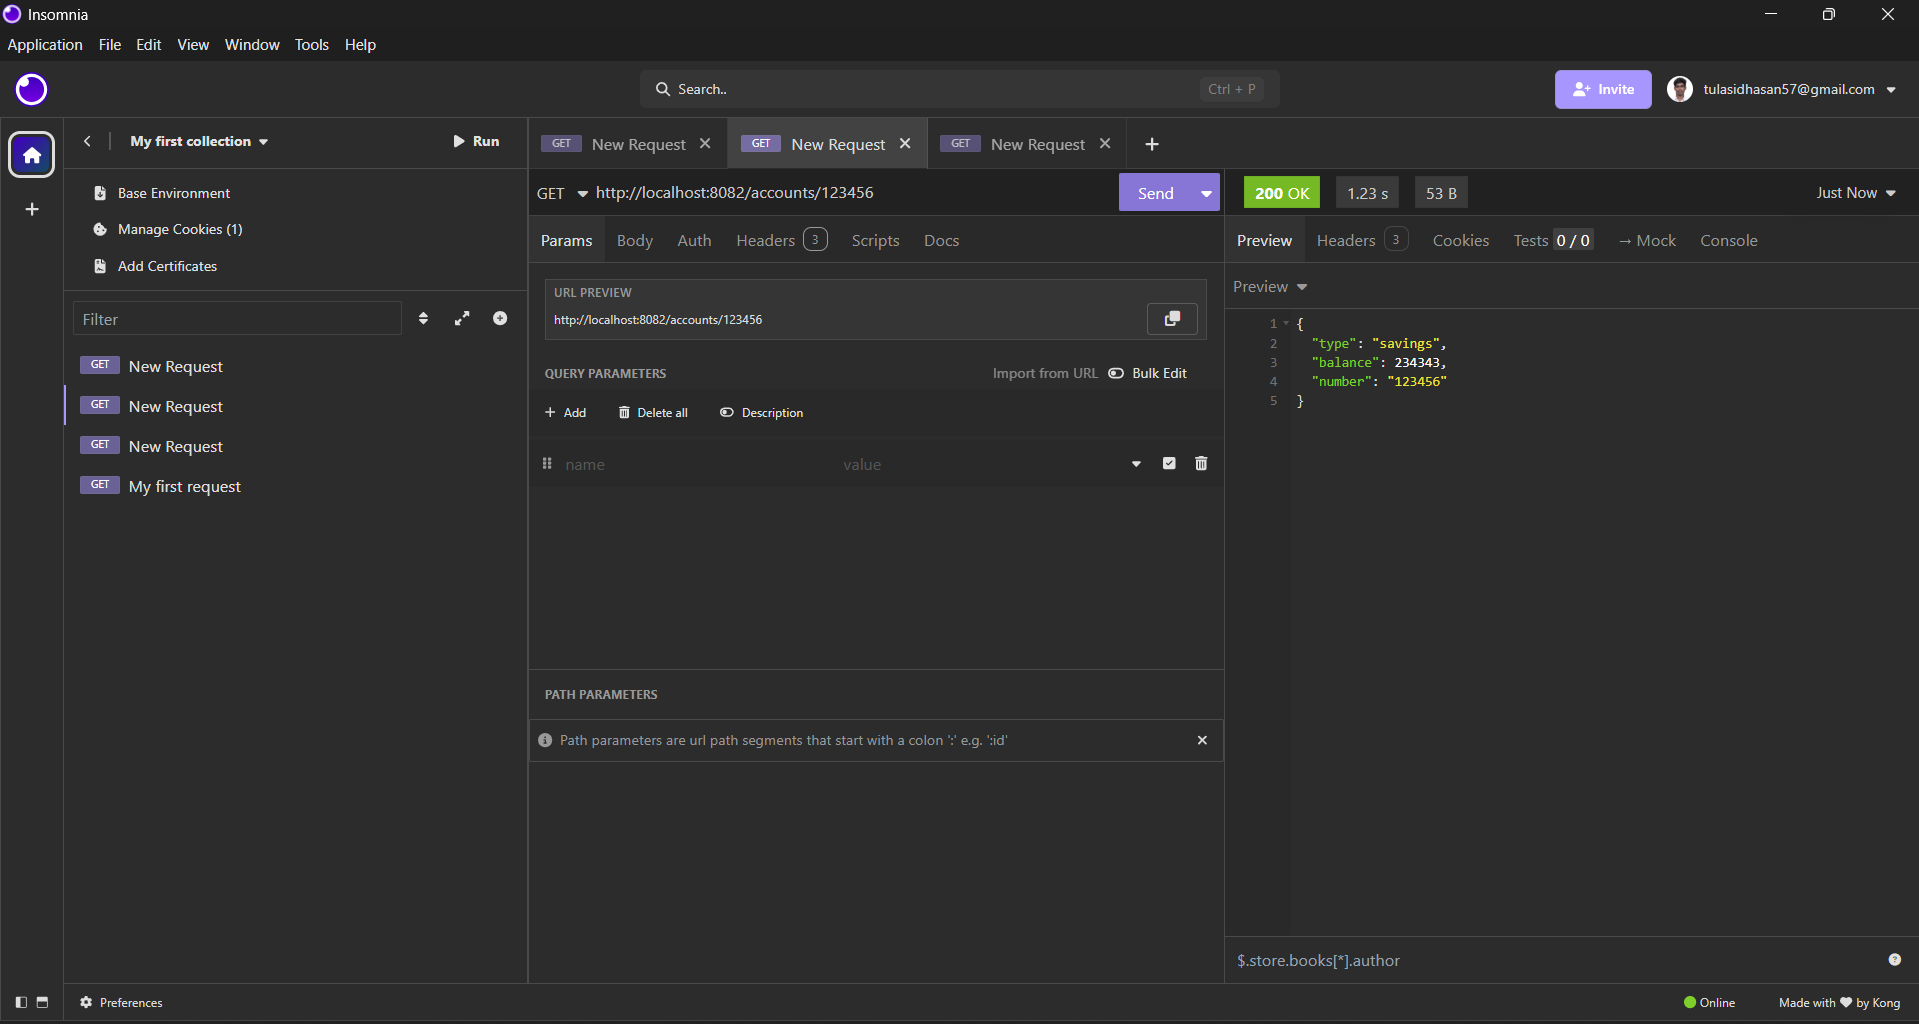 Insomnia
Application File Edit View Window Tools Help
Search.. Ctrl + P
Invite
tulasidhasan57@gmail.com
My first collection
Run
Base Environment
Manage Cookies (1)
Add Certificates
Filter
GET New Request
GET New Request
GET New Request
GET My first request
GET New Request
GET New Request
GET New Request
GET http://localhost:8082/accounts/123456 Send
Params Body Auth Headers 3 Scripts Docs
URL PREVIEW
http://localhost:8082/accounts/123456
QUERY PARAMETERS Import from URL Bulk Edit
Add Delete all Description
name value
PATH PARAMETERS
Path parameters are url path segments that start with a colon ':' e.g. ':id'
200 OK 1.23 s 53 B Just Now
Preview Headers 3 Cookies Tests 0 / 0 → Mock Console
Preview
1 {
2 "type": "savings",
3 "balance": 234343,
4 "number": "123456"
5 }
$.store.books[*].author
Preferences
Online
Made with ❤ by Kong